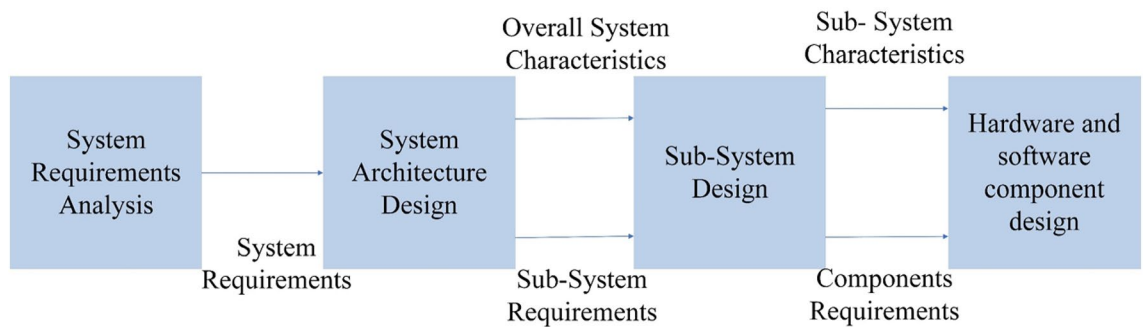 System
Requirements
Analysis
System
Requirements
System
Architecture
Design
Overall System
Characteristics
Sub-System
Requirements
Sub-System
Design
Sub- System
Characteristics
Components
Requirements
Hardware and
software
component
design